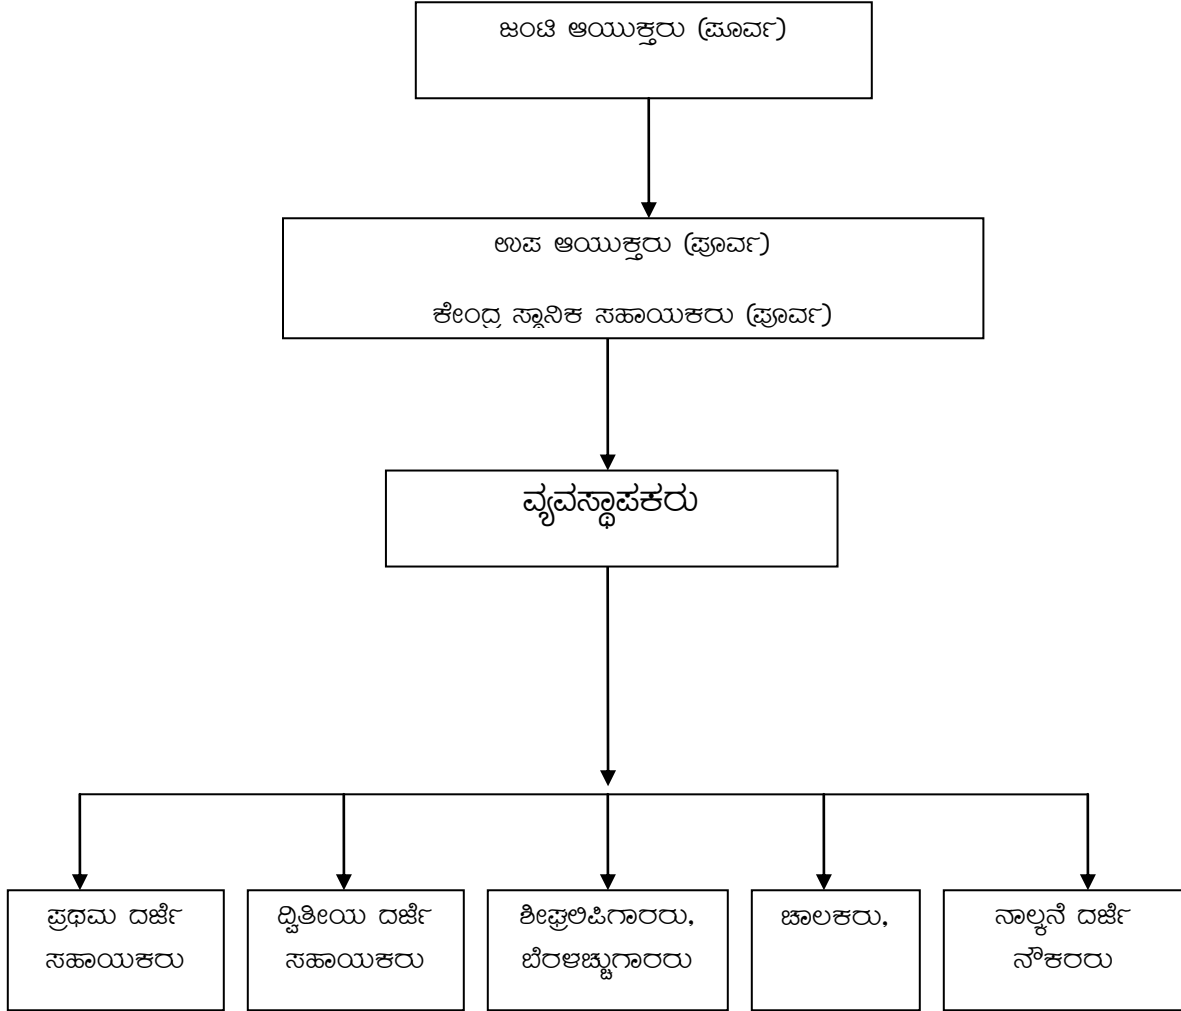 ಜಂಟಿ ಆಯುಕ್ತರು (ಪೂರ್ವ)
ಉಪ ಆಯುಕ್ತರು (ಪೂರ್ವ)
ಕೇಂದ್ರ ಸ್ಥಾನಿಕ ಸಹಾಯಕರು (ಪೂರ್ವ)
ವ್ಯವಸ್ಥಾಪಕರು
ಪ್ರಥಮ ದರ್ಜೆ
ಸಹಾಯಕರು
ದ್ವಿತೀಯ ದರ್ಜೆ
ಸಹಾಯಕರು
ಶೀಘ್ರಲಿಪಿಗಾರರು,
ಬೆರಳಚ್ಚುಗಾರರು
ಚಾಲಕರು,
ನಾಲ್ಕನೆ ದರ್ಜೆ
ನೌಕರರು